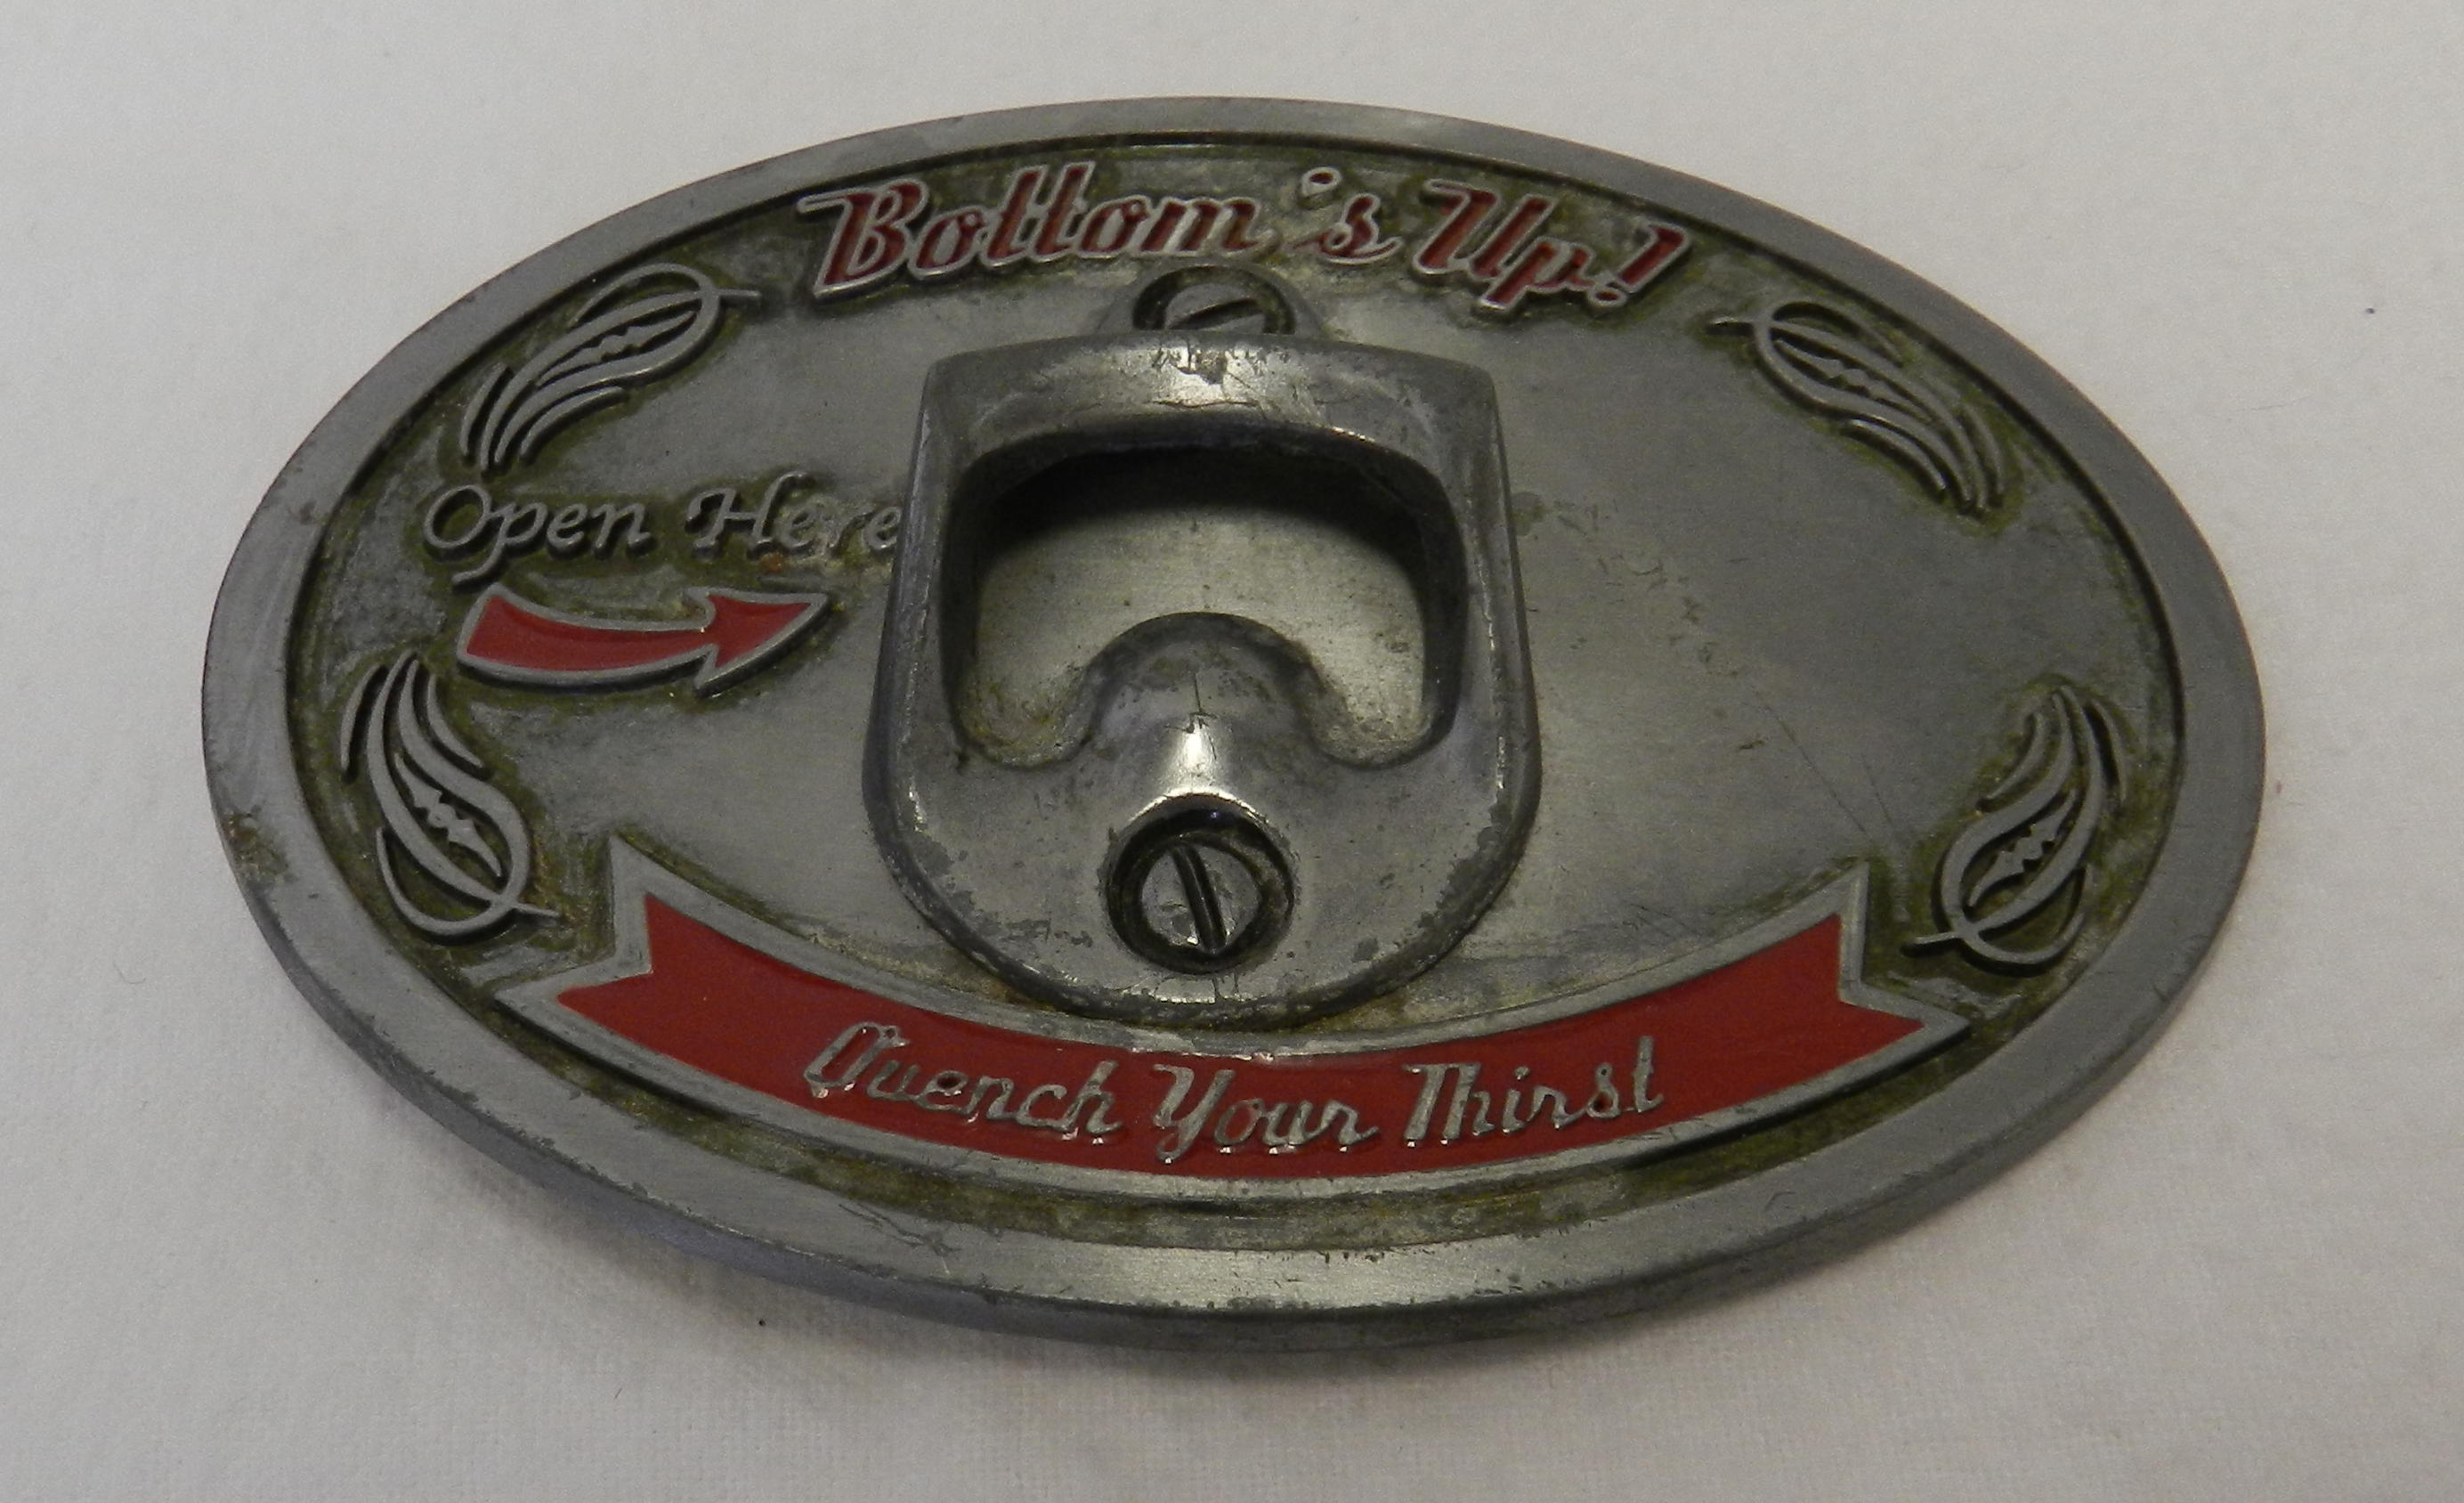 Bottom's Up!
Open Here
Quench Your Thirst